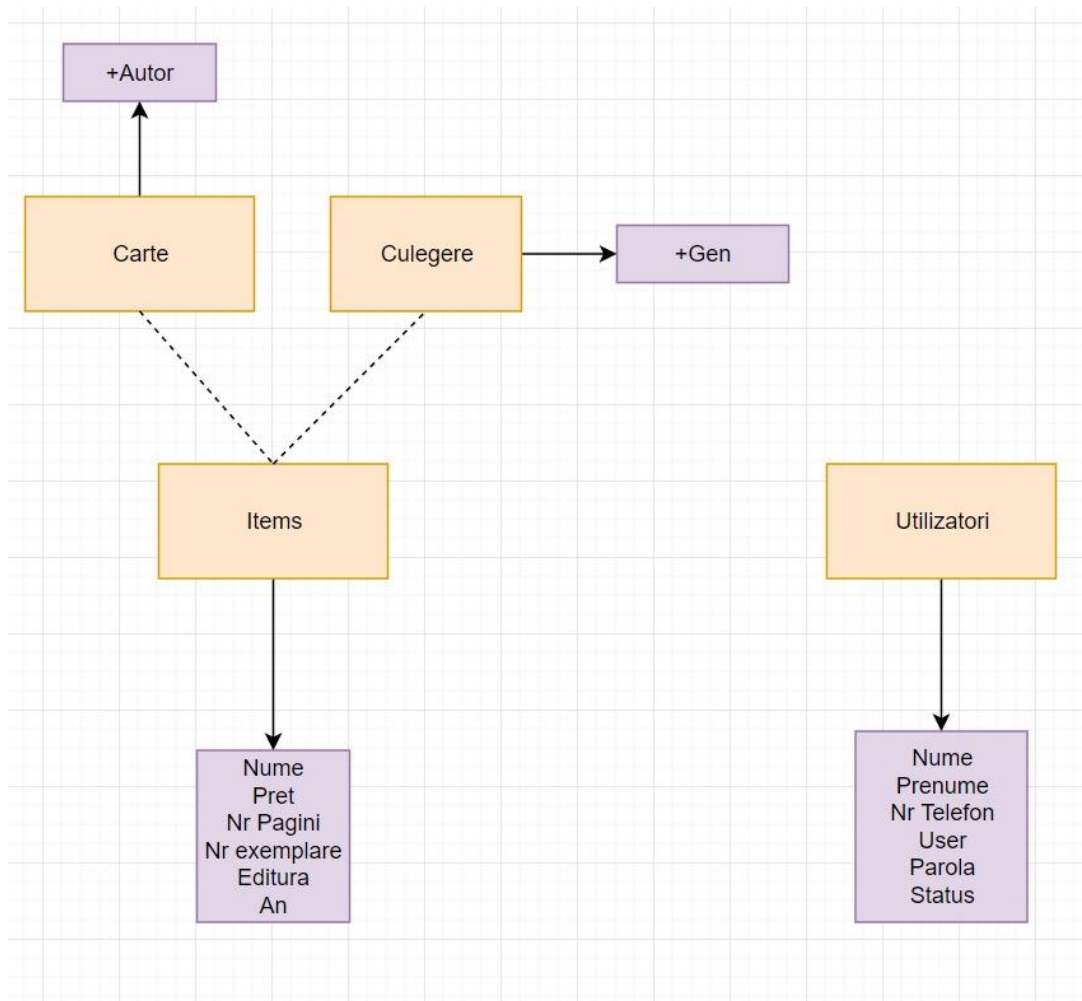 +Autor
Carte
Culegere
+Gen
Items
Utilizatori
Nume
Pret
Nr Pagini
Nr exemplare
Editura
An
Nume
Prenume
Nr Telefon
User
Parola
Status